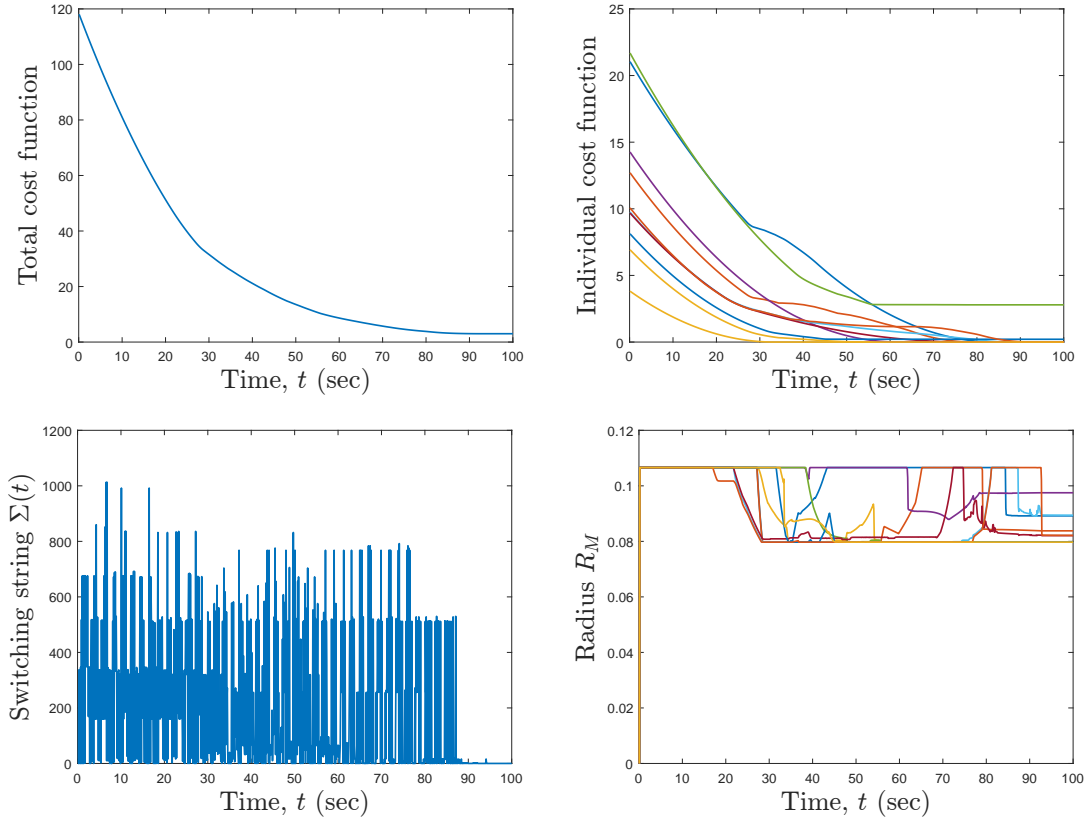 120
100
80
60
40
20
0
Total cost function
0 10 20 30 40 50 60 70 80 90 100
Time, t (sec)
25
20
15
10
5
0
Individual cost function
0 10 20 30 40 50 60 70 80 90 100
Time, t (sec)
1200
1000
800
600
400
200
0
Switching string Σ(t)
0 10 20 30 40 50 60 70 80 90 100
Time, t (sec)
0.12
0.1
0.08
0.06
0.04
0.02
0
Radius R_M
0 10 20 30 40 50 60 70 80 90 100
Time, t (sec)